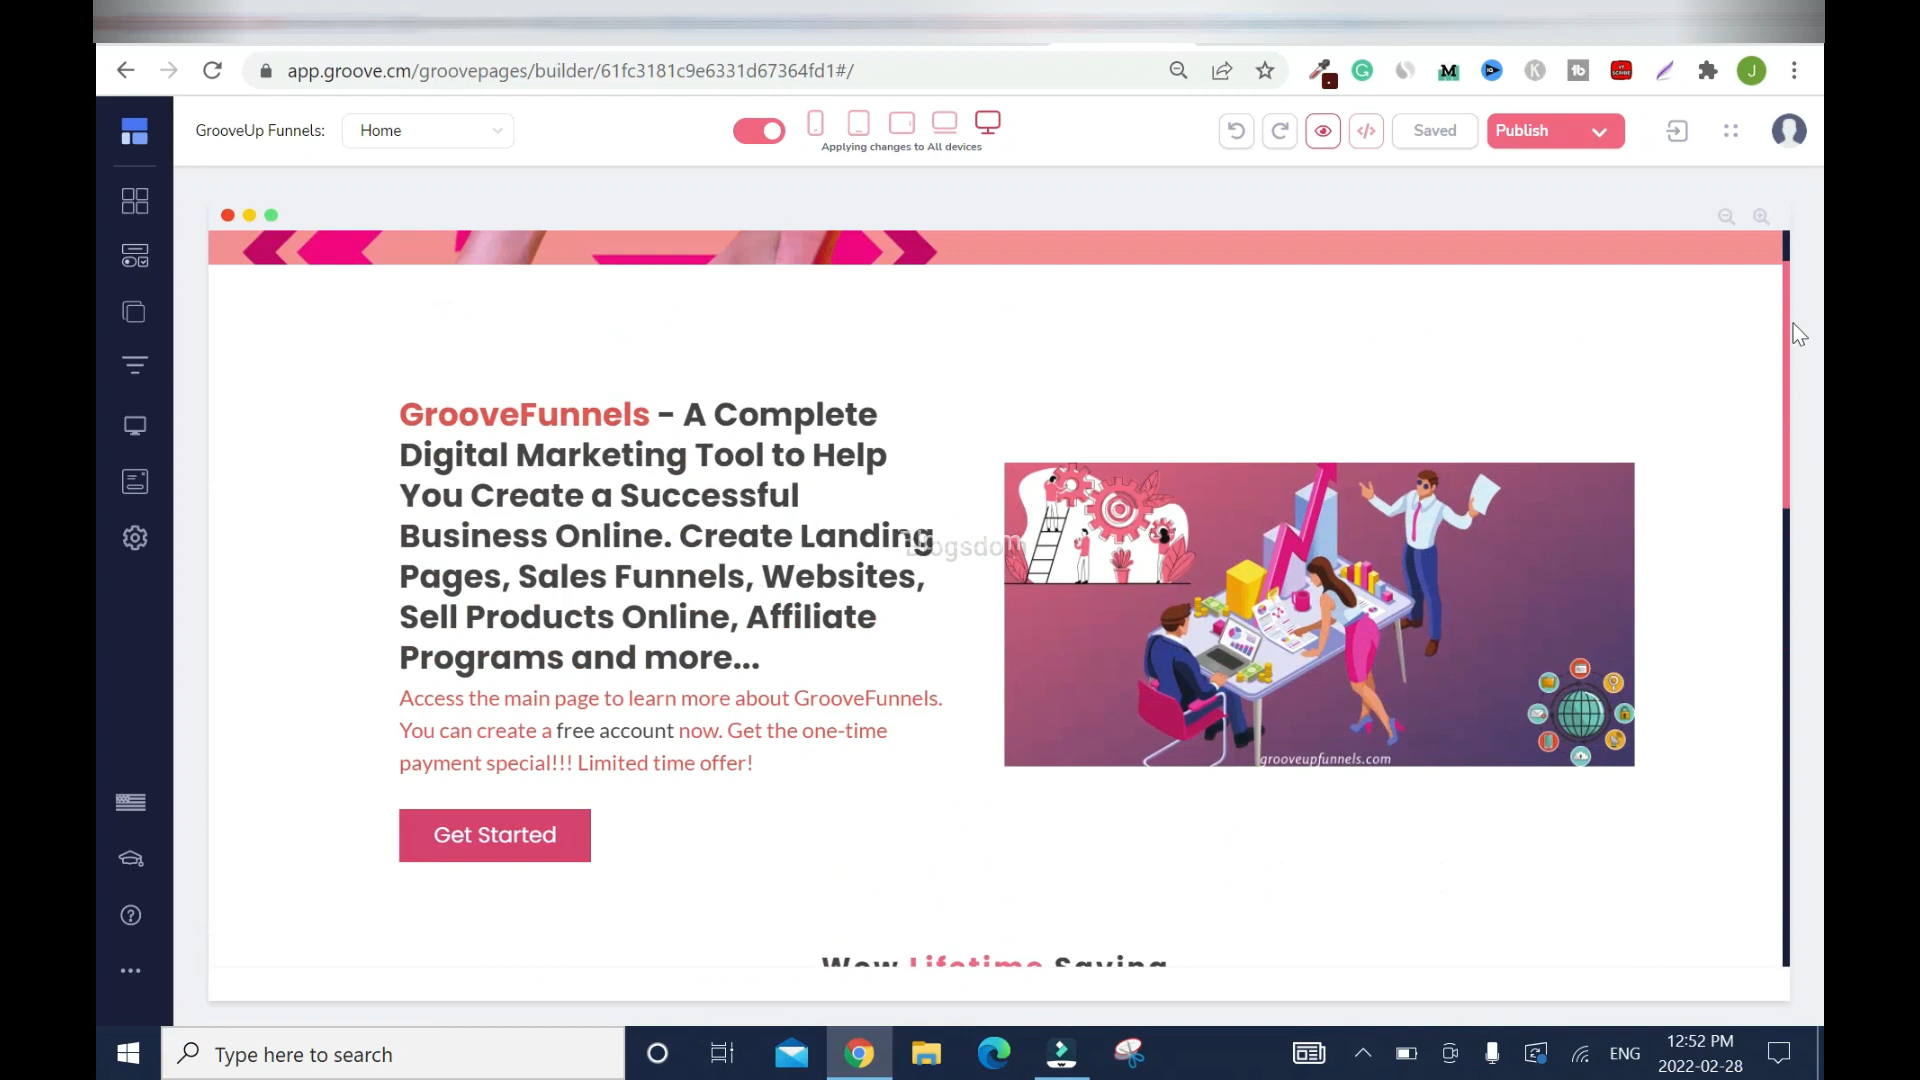 app.groove.cm/groovepages/builder/61fc3181c9e6331d67364fd1#/
J
GrooveUp Funnels:
Home
Applying changes to All devices
Saved
Publish
GrooveFunnels - A Complete
Digital Marketing Tool to Help
You Create a Successful
Business Online. Create Landing
Pages, Sales Funnels, Websites,
Sell Products Online, Affiliate
Programs and more...
Access the main page to learn more about GrooveFunnels.
You can create a free account now. Get the one-time
payment special!!! Limited time offer!
Get Started
grooveupfunnels.com
Blogsdom
Wow Lifetime Saving
Type here to search
ENG
12:52 PM
2022-02-28